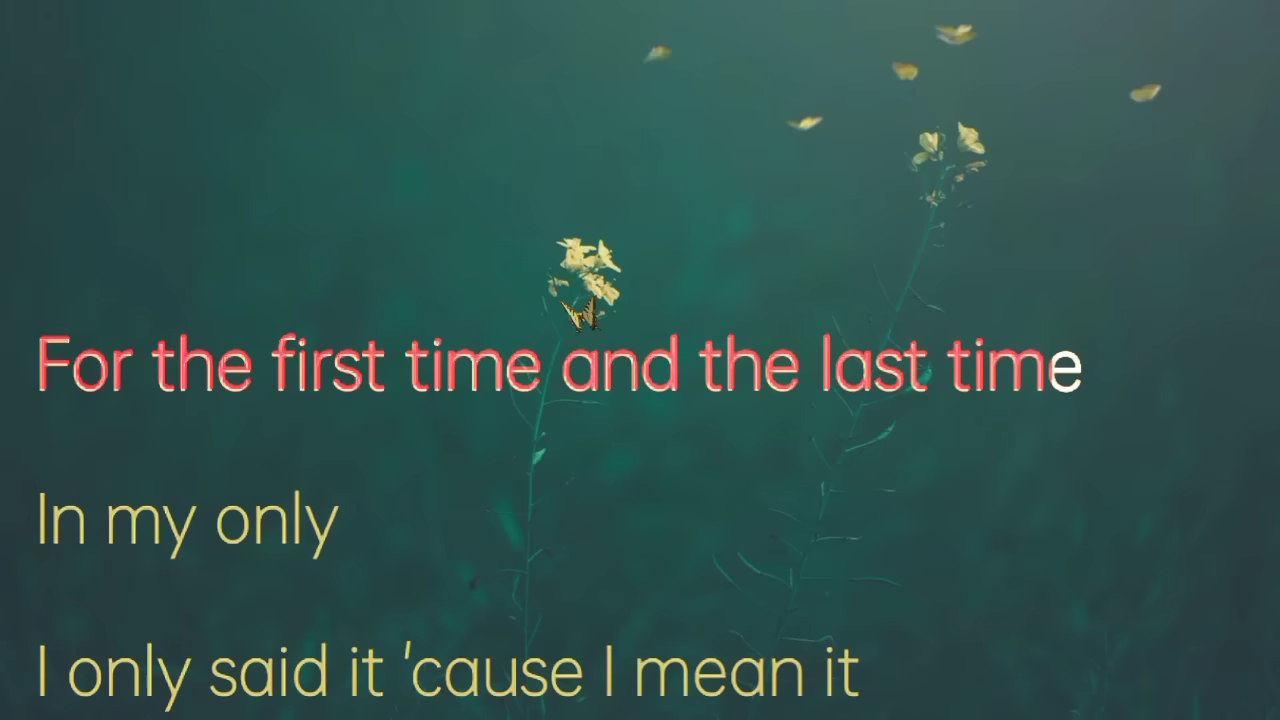 For the first time and the last time
In my only
I only said it 'cause I mean it